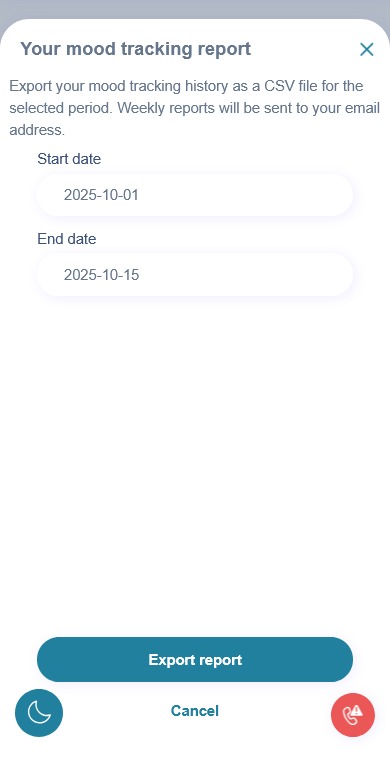 Your mood tracking report
Export your mood tracking history as a CSV file for the
selected period. Weekly reports will be sent to your email
address.
Start date
2025-10-01
End date
2025-10-15
Export report
Cancel